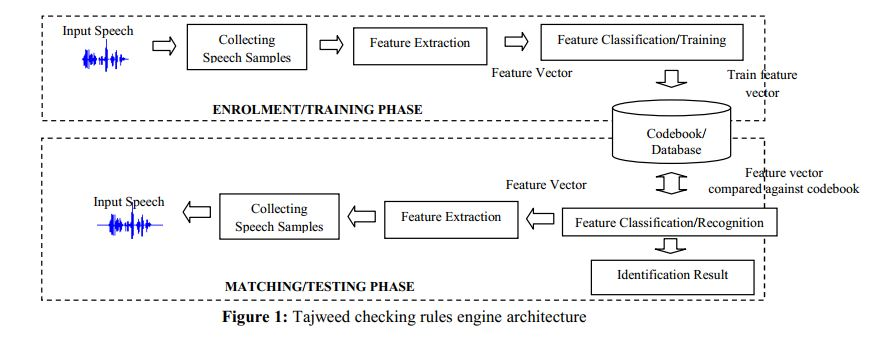 Input Speech
Collecting
Speech Samples
Feature Extraction
Feature Classification/Training
Feature Vector
Train feature
vector
ENROLMENT/TRAINING PHASE
Codebook/
Database
Feature vector
compared against codebook
Feature Vector
Input Speech
Collecting
Speech Samples
Feature Extraction
Feature Classification/Recognition
Identification Result
MATCHING/TESTING PHASE
Figure 1: Tajweed checking rules engine architecture